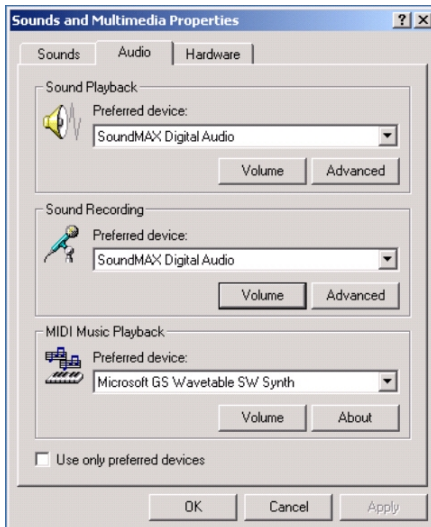 Sounds and Multimedia Properties
Sounds Audio Hardware
Sound Playback
Preferred device:
SoundMAX Digital Audio
Volume Advanced
Sound Recording
Preferred device:
SoundMAX Digital Audio
Volume Advanced
MIDI Music Playback
Preferred device:
Microsoft GS Wavetable SW Synth
Volume About
Use only preferred devices
OK Cancel Apply